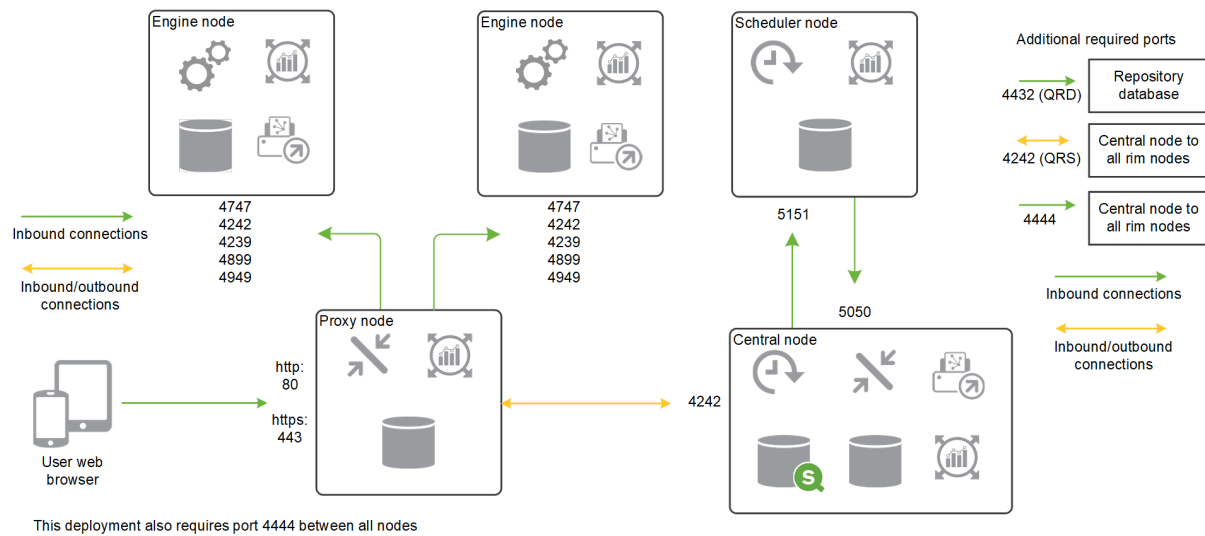 Engine node
Engine node
Scheduler node
Additional required ports
4432 (QRD)
Repository
database
4242 (QRS)
Central node to
all rim nodes
4444
Central node to
all rim nodes
Inbound connections
Inbound/outbound
connections
4747
4242
4239
4899
4949
4747
4242
4239
4899
4949
5151
5050
Inbound connections
Inbound/outbound
connections
Proxy node
Central node
http:
80
https:
443
4242
S
User web
browser
This deployment also requires port 4444 between all nodes